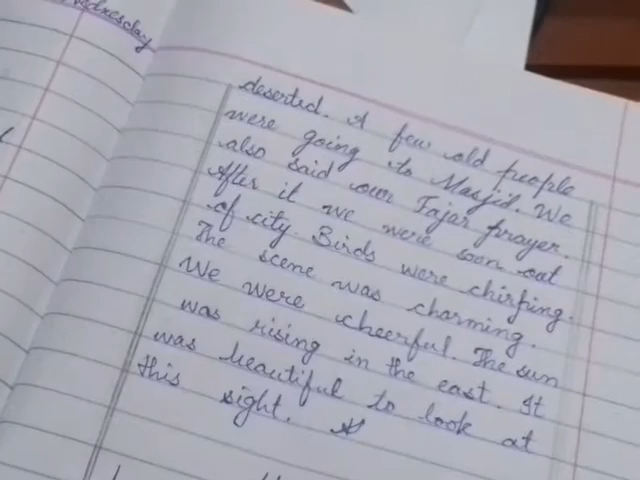 Wednesday
deserted. A few old people
were going to Masjid. We
also said our Fajar prayer.
After it we were soon out
of city. Birds were chirping.
The scene was charming.
We were cheerful. The sun
was rising in the east. It
was beautiful to look at
this sight. A